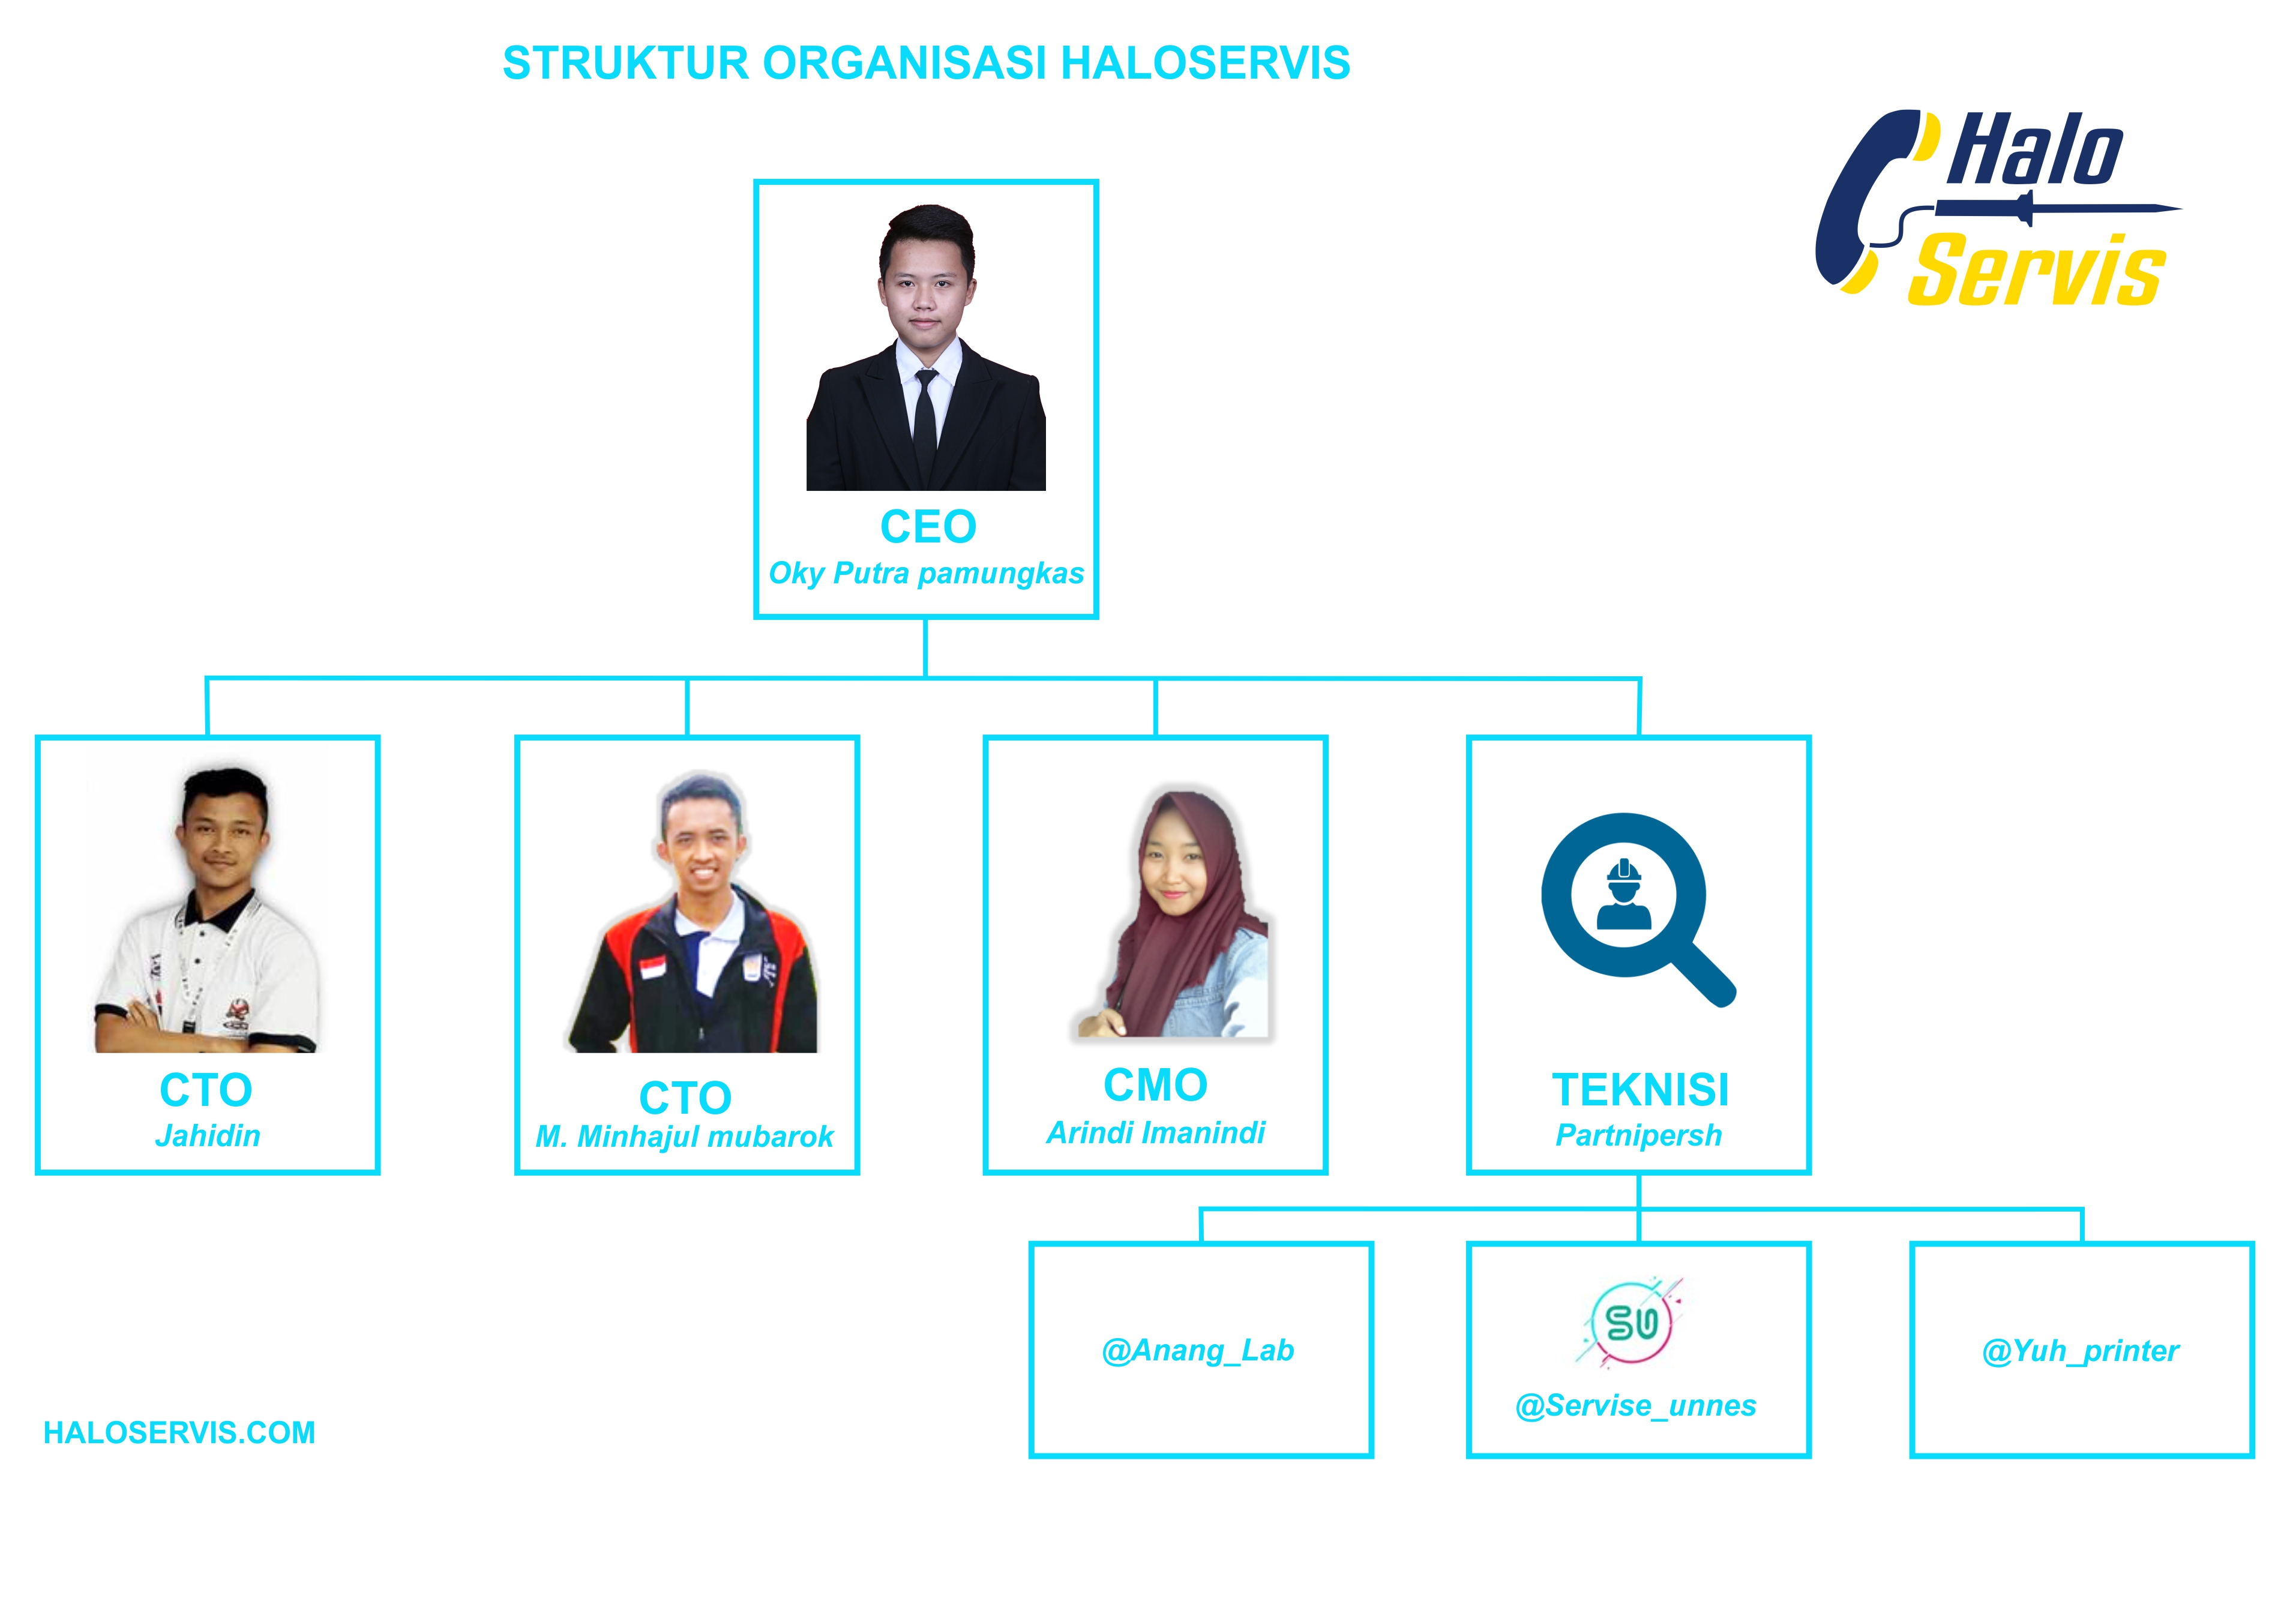 STRUKTUR ORGANISASI HALOSERVIS
Halo
Servis
CEO
Oky Putra pamungkas
CTO
Jahidin
CTO
M. Minhajul mubarok
CMO
Arindi Imanindi
TEKNISI
Partnipersh
@Anang_Lab
SU
@Servise_unnes
@Yuh_printer
HALOSERVIS.COM